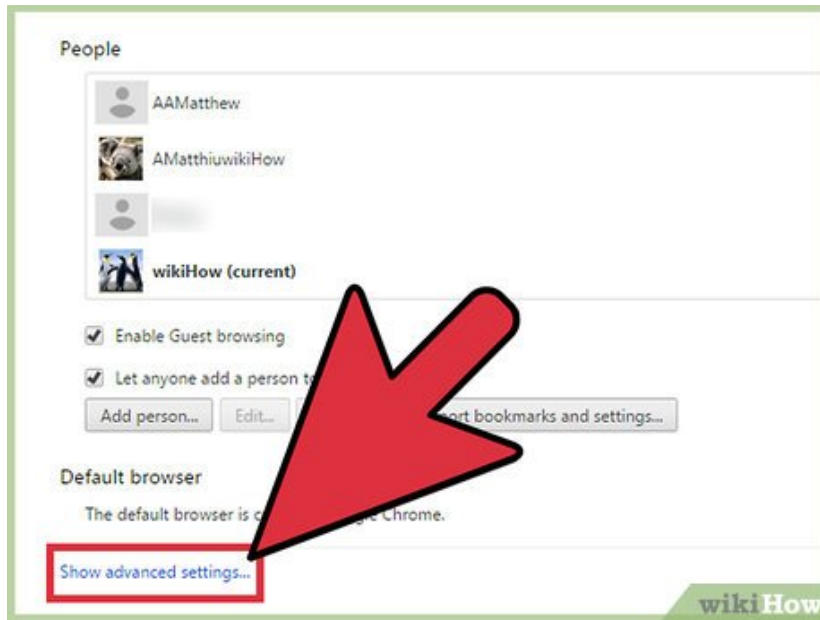 People
AAMatthew
AMatthiuwikiHow
wikiHow (current)
Enable Guest browsing
Let anyone add a person
Add person... Edit... bookmarks and settings...
Default browser
The default browser is Chrome.
Show advanced settings...
wikiHow